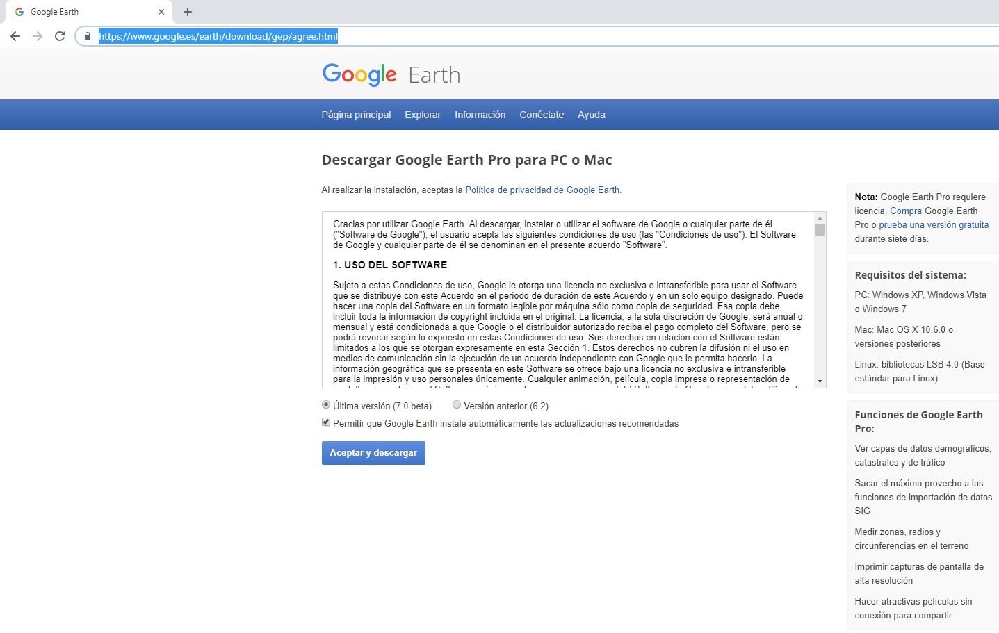 Google Earth
https://www.google.es/earth/download/gep/agree.html
Google Earth
Página principal Explorar Información Conéctate Ayuda
Descargar Google Earth Pro para PC o Mac
Al realizar la instalación, aceptas la Política de privacidad de Google Earth.
Gracias por utilizar Google Earth. Al descargar, instalar o utilizar el software de Google o cualquier parte de él
("Software de Google"), el usuario acepta las siguientes condiciones de uso (las "Condiciones de uso"). El Software
de Google y cualquier parte de él se denominan en el presente acuerdo "Software".
1. USO DEL SOFTWARE
Sujeto a estas Condiciones de uso, Google le otorga una licencia no exclusiva e intransferible para usar el Software
que se distribuye con este Acuerdo en el periodo de duración de este Acuerdo y en un solo equipo designado. Puede
hacer una copia del Software en un formato legible por máquina sólo como copia de seguridad. Esa copia debe
incluir toda la información de copyright incluida en el original. La licencia, a la sola discreción de Google, será anual o
mensual y está condicionada a que Google o el distribuidor autorizado reciba el pago completo del Software, pero se
podrá revocar según lo expuesto en estas Condiciones de uso. Sus derechos en relación con el Software están
limitados a los que se otorgan expresamente en esta Sección 1. Estos derechos no cubren la difusión ni el uso en
medios de comunicación sin la ejecución de un acuerdo independiente con Google que le permita hacerlo. La
información geográfica que se presenta en este Software se ofrece bajo una licencia no exclusiva e intransferible
para la impresión y uso personales únicamente. Cualquier animación, película, copia impresa o representación de
Última versión (7.0 beta) Versión anterior (6.2)
Permitir que Google Earth instale automáticamente las actualizaciones recomendadas
Aceptar y descargar
Nota: Google Earth Pro requiere
licencia. Compra Google Earth
Pro o prueba una versión gratuita
durante siete días.
Requisitos del sistema:
PC: Windows XP, Windows Vista
o Windows 7
Mac: Mac OS X 10.6.0 o
versiones posteriores
Linux: bibliotecas LSB 4.0 (Base
estándar para Linux)
Funciones de Google Earth
Pro:
Ver capas de datos demográficos,
catastrales y de tráfico
Sacar el máximo provecho a las
funciones de importación de datos
SIG
Medir zonas, radios y
circunferencias en el terreno
Imprimir capturas de pantalla de
alta resolución
Hacer atractivas películas sin
conexión para compartir